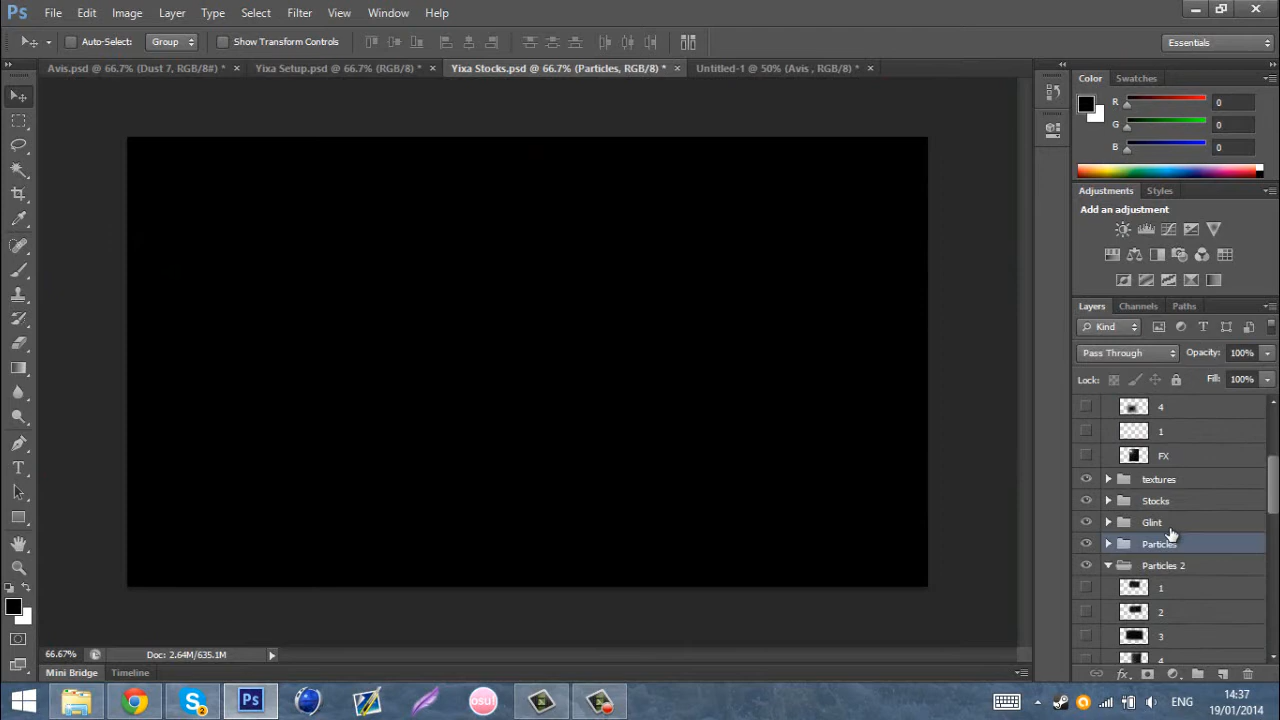 Ps File Edit Image Layer Type Select Filter 3D View Window Help
Auto-Select: Group Show Transform Controls Essentials
Avis.psd @ 66.7% (Dust 7, RGB/8#) * × Yixa Setup.psd @ 66.7% (RGB/8) * × Yixa Stocks.psd @ 66.7% (Particles, RGB/8) * × Untitled-1 @ 50% (Avis , RGB/8) * ×
Color Swatches
R 0
G 0
B 0
Adjustments Styles
Add an adjustment
Layers Channels Paths
Kind
Pass Through Opacity: 100%
Lock: Fill: 100%
4
1
FX
textures
Stocks
Glint
Particles
Particles 2
1
2
3
4
66.67% Doc: 2.64M/635.1M
Mini Bridge Timeline
Ps osu! ENG 14:37
19/01/2014